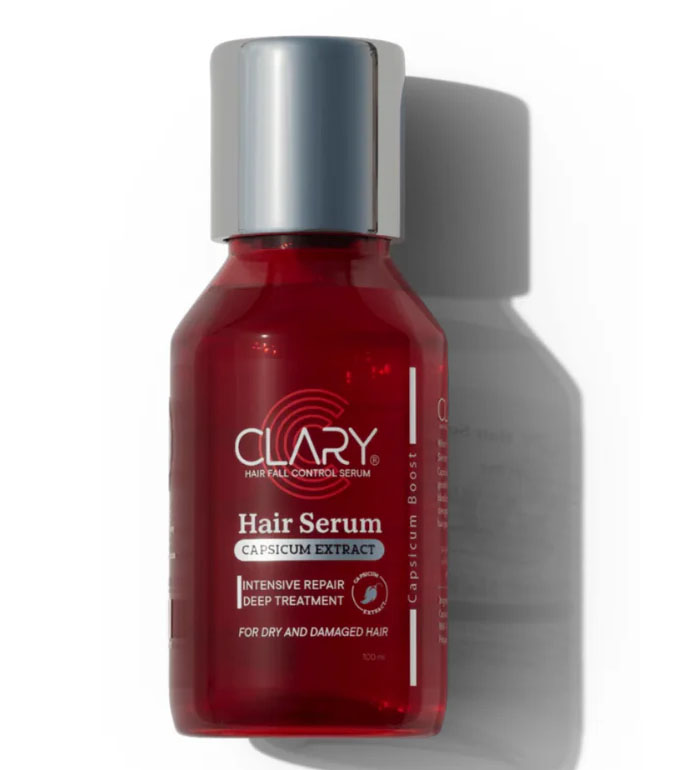 CLARY®
HAIR FALL CONTROL SERUM
Hair Serum
CAPSICUM EXTRACT
INTENSIVE REPAIR
DEEP TREATMENT
CAPSICUM
EXTRACT
FOR DRY AND DAMAGED HAIR
100 ml
Capsicum Boost